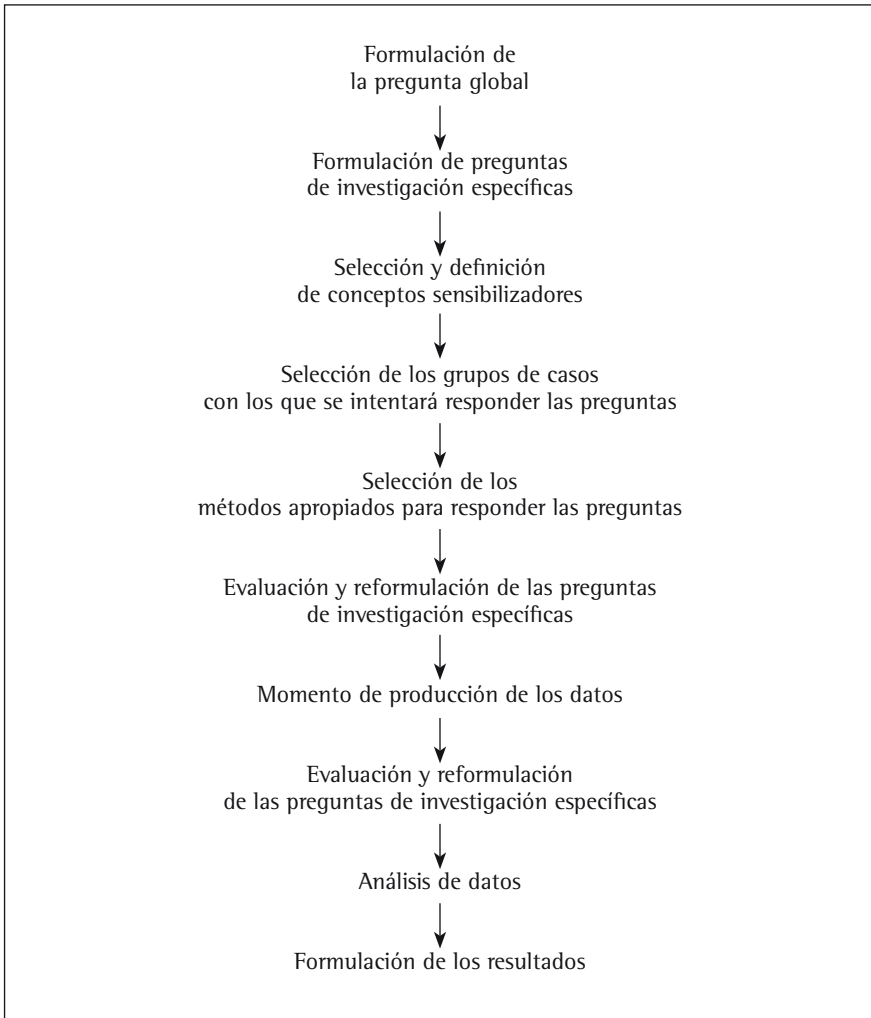 Formulación de
la pregunta global
Formulación de preguntas
de investigación específicas
Selección y definición
de conceptos sensibilizadores
Selección de los grupos de casos
con los que se intentará responder las preguntas
Selección de los
métodos apropiados para responder las preguntas
Evaluación y reformulación de las preguntas
de investigación específicas
Momento de producción de los datos
Evaluación y reformulación
de las preguntas de investigación específicas
Análisis de datos
Formulación de los resultados